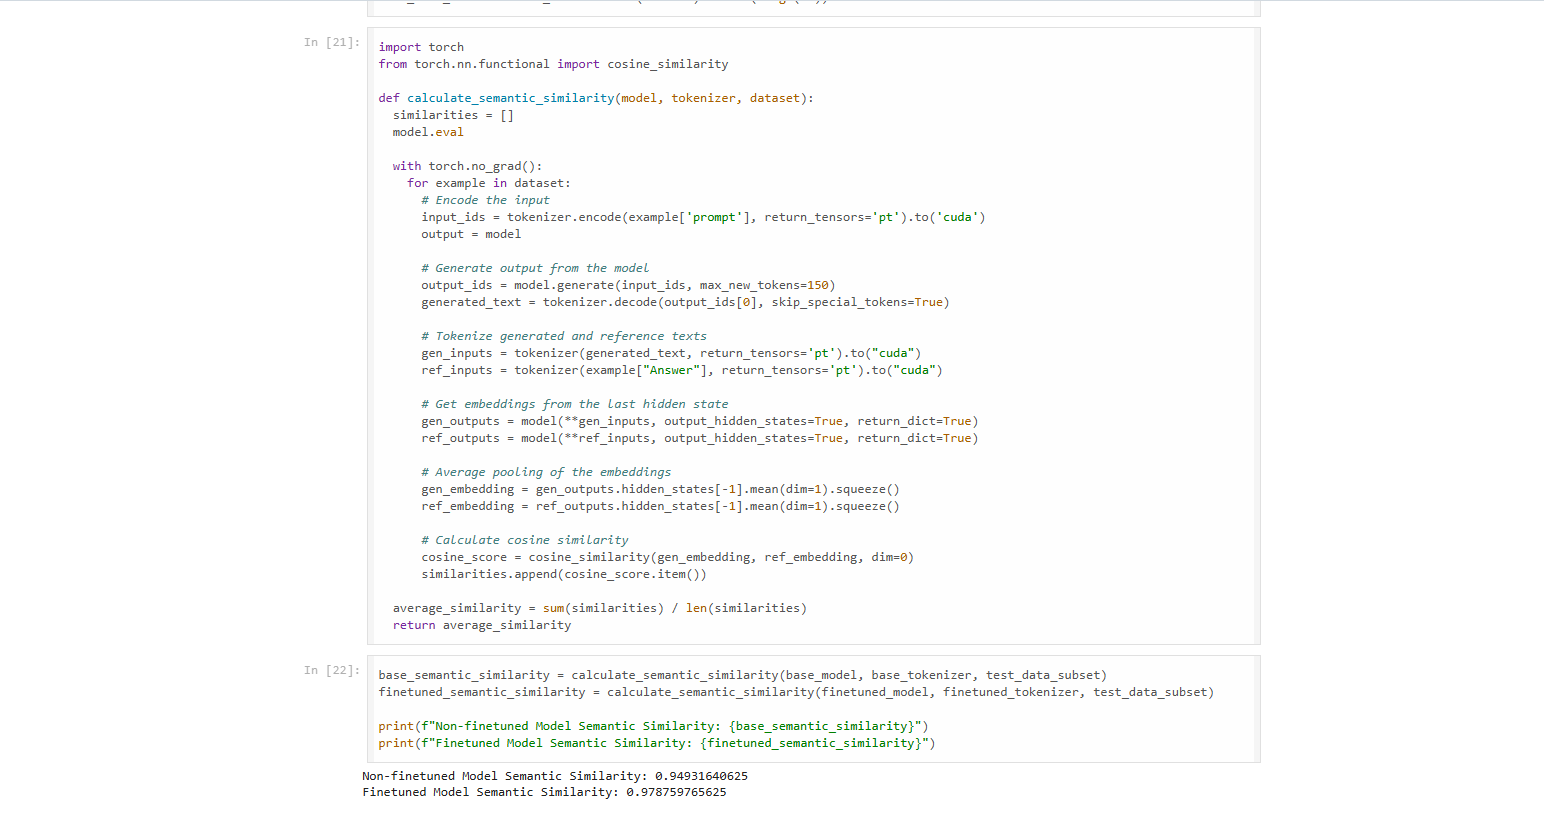 In [21]:
import torch
from torch.nn.functional import cosine_similarity
def calculate_semantic_similarity(model, tokenizer, dataset):
similarities = []
model.eval
with torch.no_grad():
for example in dataset:
# Encode the input
input_ids = tokenizer.encode(example['prompt'], return_tensors='pt').to('cuda')
output = model
# Generate output from the model
output_ids = model.generate(input_ids, max_new_tokens=150)
generated_text = tokenizer.decode(output_ids[0], skip_special_tokens=True)
# Tokenize generated and reference texts
gen_inputs = tokenizer(generated_text, return_tensors='pt').to("cuda")
ref_inputs = tokenizer(example["Answer"], return_tensors='pt').to("cuda")
# Get embeddings from the last hidden state
gen_outputs = model(**gen_inputs, output_hidden_states=True, return_dict=True)
ref_outputs = model(**ref_inputs, output_hidden_states=True, return_dict=True)
# Average pooling of the embeddings
gen_embedding = gen_outputs.hidden_states[-1].mean(dim=1).squeeze()
ref_embedding = ref_outputs.hidden_states[-1].mean(dim=1).squeeze()
# Calculate cosine similarity
cosine_score = cosine_similarity(gen_embedding, ref_embedding, dim=0)
similarities.append(cosine_score.item())
average_similarity = sum(similarities) / len(similarities)
return average_similarity
In [22]:
base_semantic_similarity = calculate_semantic_similarity(base_model, base_tokenizer, test_data_subset)
finetuned_semantic_similarity = calculate_semantic_similarity(finetuned_model, finetuned_tokenizer, test_data_subset)
print(f"Non-finetuned Model Semantic Similarity: {base_semantic_similarity}")
print(f"Finetuned Model Semantic Similarity: {finetuned_semantic_similarity}")
Non-finetuned Model Semantic Similarity: 0.94931640625
Finetuned Model Semantic Similarity: 0.978759765625